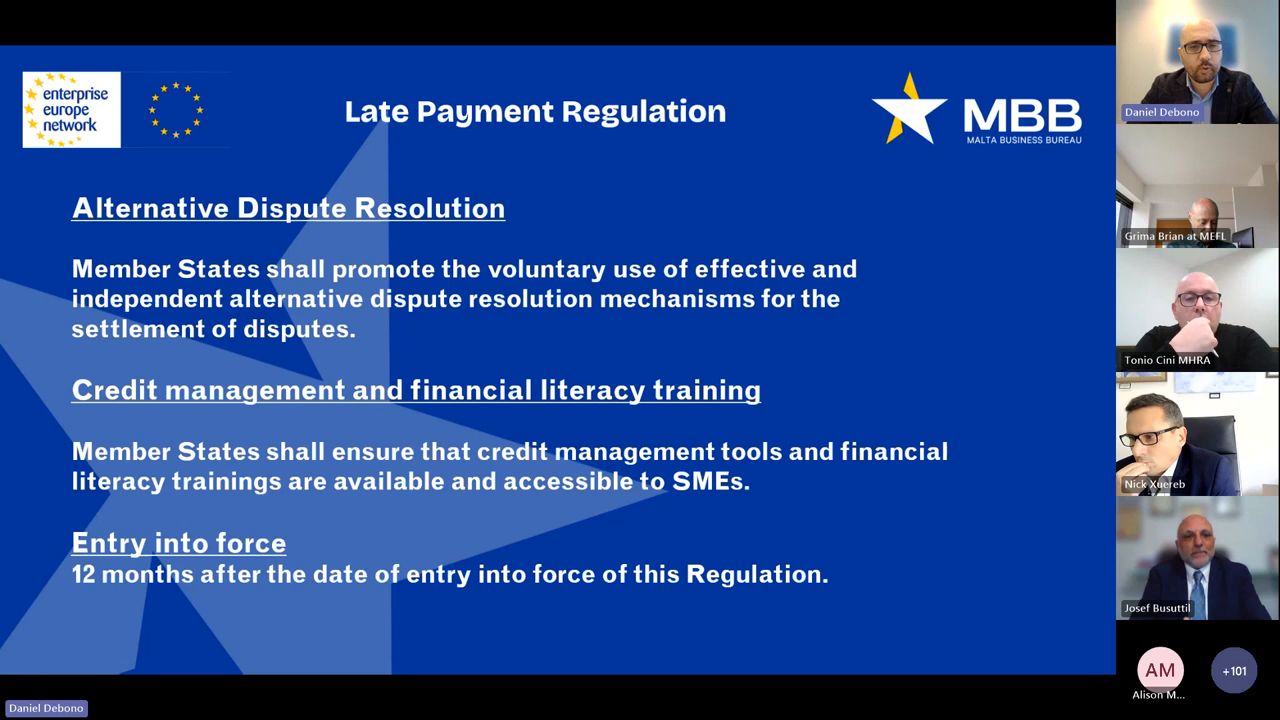 enterprise
europe
network
Late Payment Regulation
MBB
MALTA BUSINESS BUREAU
Alternative Dispute Resolution
Member States shall promote the voluntary use of effective and
independent alternative dispute resolution mechanisms for the
settlement of disputes.
Credit management and financial literacy training
Member States shall ensure that credit management tools and financial
literacy trainings are available and accessible to SMEs.
Entry into force
12 months after the date of entry into force of this Regulation.
Daniel Debono
Daniel Debono
Grima Brian at MEFL
Tonio Cini MHRA
Nick Xuereb
Josef Busuttil
AM
Alison M...
+101